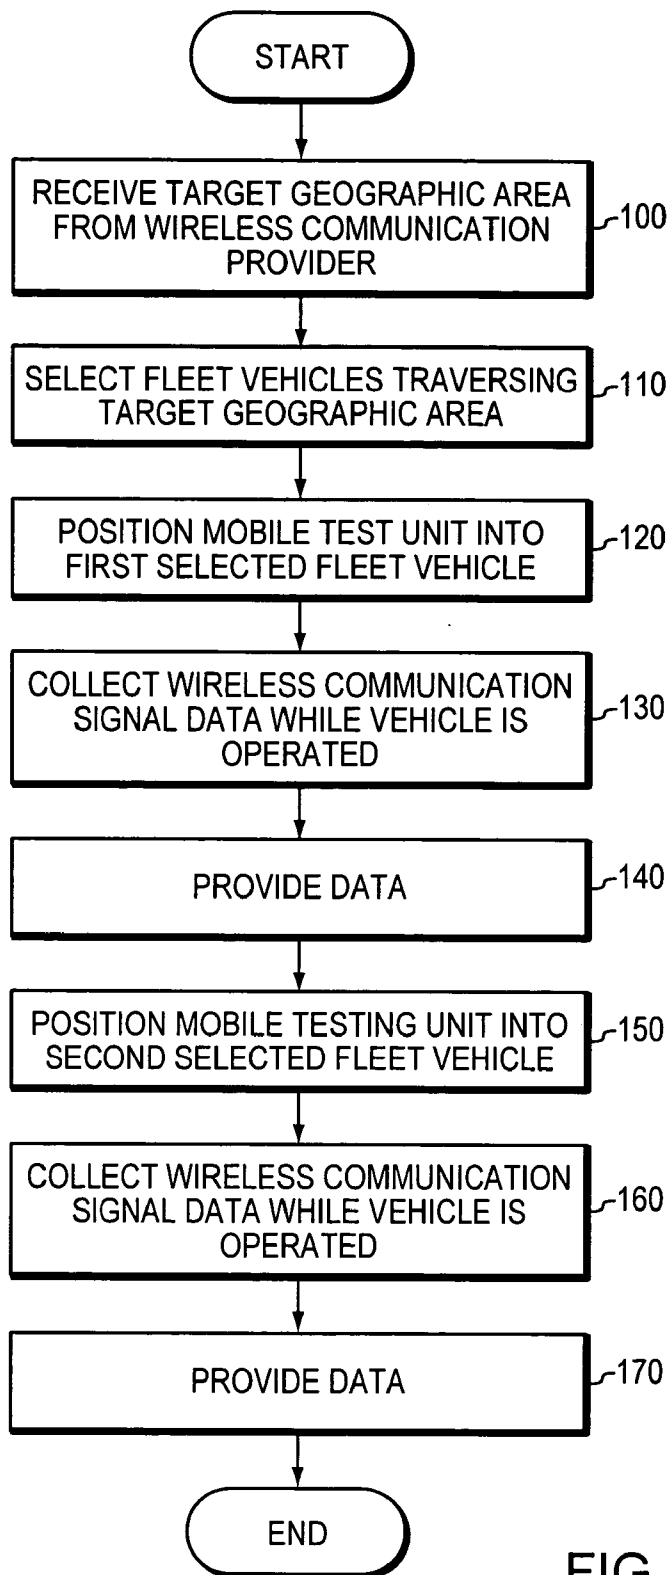 START
RECEIVE TARGET GEOGRAPHIC AREA
FROM WIRELESS COMMUNICATION
PROVIDER
100
SELECT FLEET VEHICLES TRAVERSING
TARGET GEOGRAPHIC AREA
110
POSITION MOBILE TEST UNIT INTO
FIRST SELECTED FLEET VEHICLE
120
COLLECT WIRELESS COMMUNICATION
SIGNAL DATA WHILE VEHICLE IS
OPERATED
130
PROVIDE DATA
140
POSITION MOBILE TESTING UNIT INTO
SECOND SELECTED FLEET VEHICLE
150
COLLECT WIRELESS COMMUNICATION
SIGNAL DATA WHILE VEHICLE IS
OPERATED
160
PROVIDE DATA
170
END
FIG